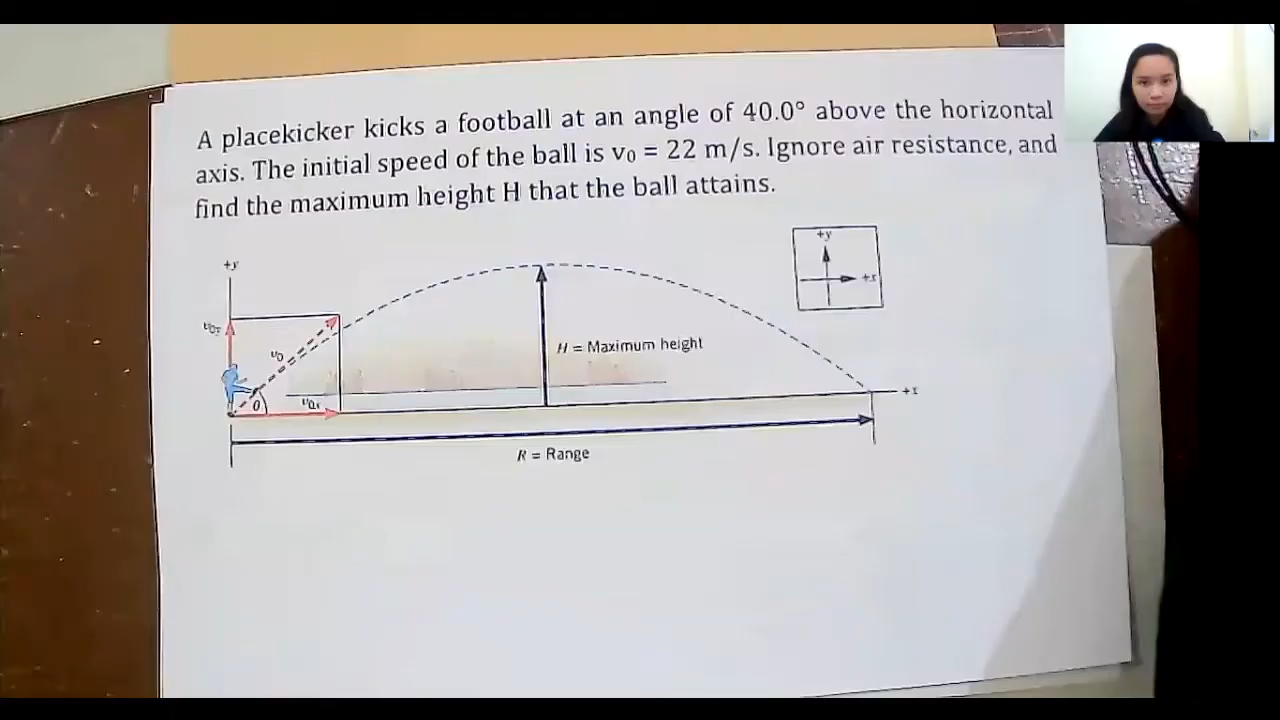 A placekicker kicks a football at an angle of 40.0° above the horizontal
axis. The initial speed of the ball is v₀ = 22 m/s. Ignore air resistance, and
find the maximum height H that the ball attains.
+y
+y
+x
v₀
H = Maximum height
θ
+x
R = Range